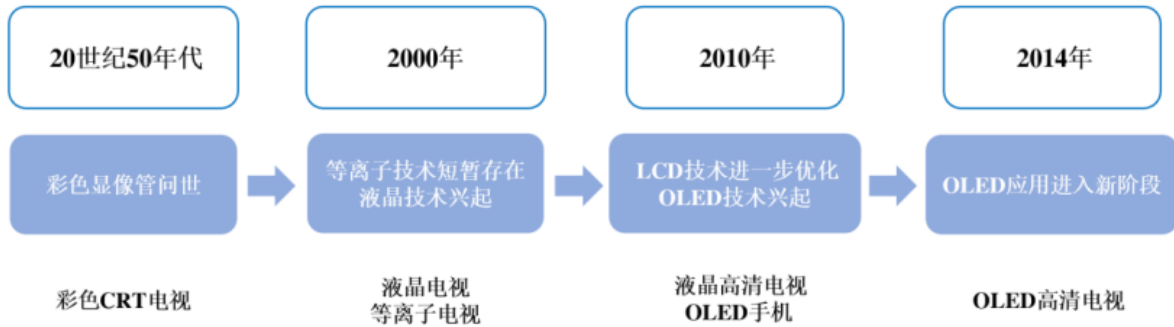 20世纪50年代
2000年
2010年
2014年
彩色显像管问世
等离子技术短暂存在
液晶技术兴起
LCD技术进一步优化
OLED技术兴起
OLED应用进入新阶段
彩色CRT电视
液晶电视
等离子电视
液晶高清电视
OLED手机
OLED高清电视